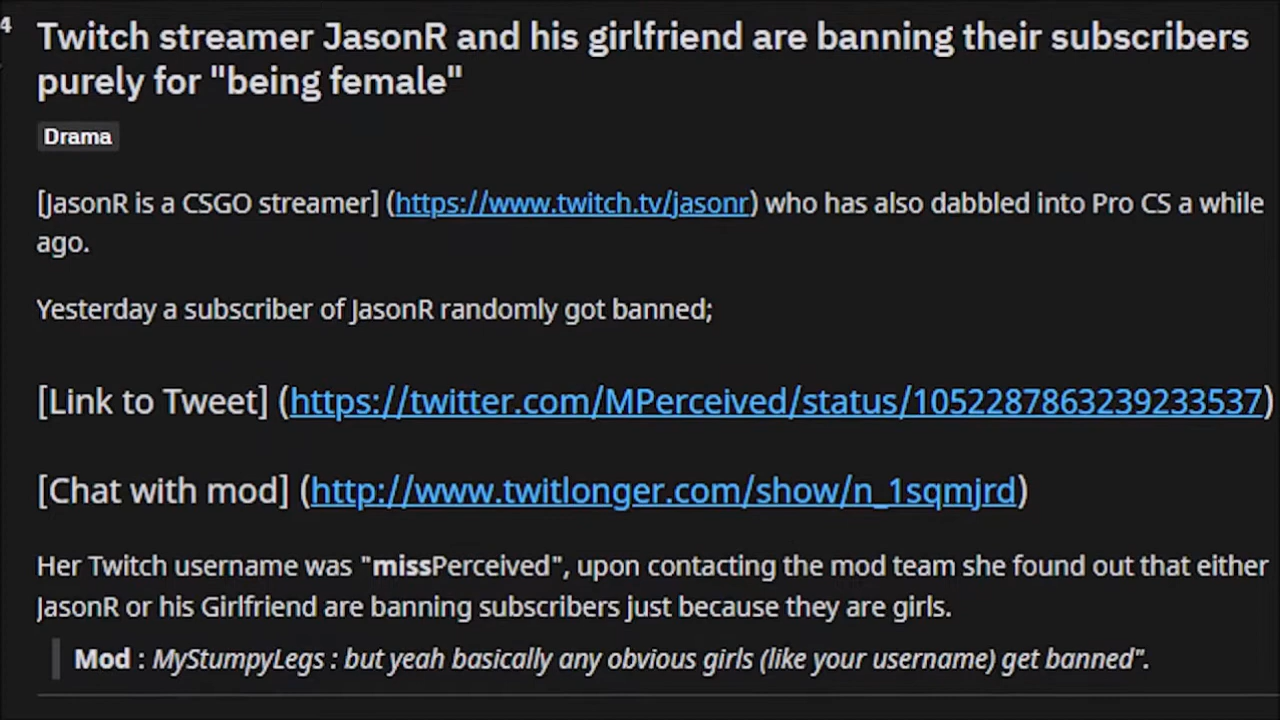 4
Twitch streamer JasonR and his girlfriend are banning their subscribers
purely for "being female"
Drama
[JasonR is a CSGO streamer] (https://www.twitch.tv/jasonr) who has also dabbled into Pro CS a while
ago.
Yesterday a subscriber of JasonR randomly got banned;
[Link to Tweet] (https://twitter.com/MPerceived/status/1052287863239233537)
[Chat with mod] (http://www.twitlonger.com/show/n_1sqmjrd)
Her Twitch username was "missPerceived", upon contacting the mod team she found out that either
JasonR or his Girlfriend are banning subscribers just because they are girls.
Mod : MyStumpyLegs : but yeah basically any obvious girls (like your username) get banned".